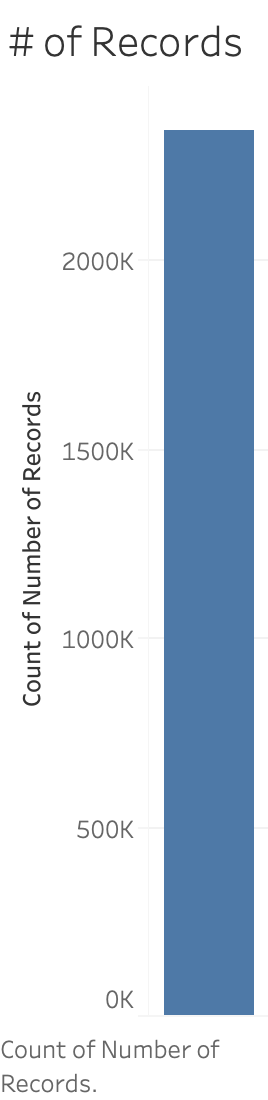 # of Records
2000K
1500K
1000K
500K
0K
Count of Number of Records
Count of Number of
Records.